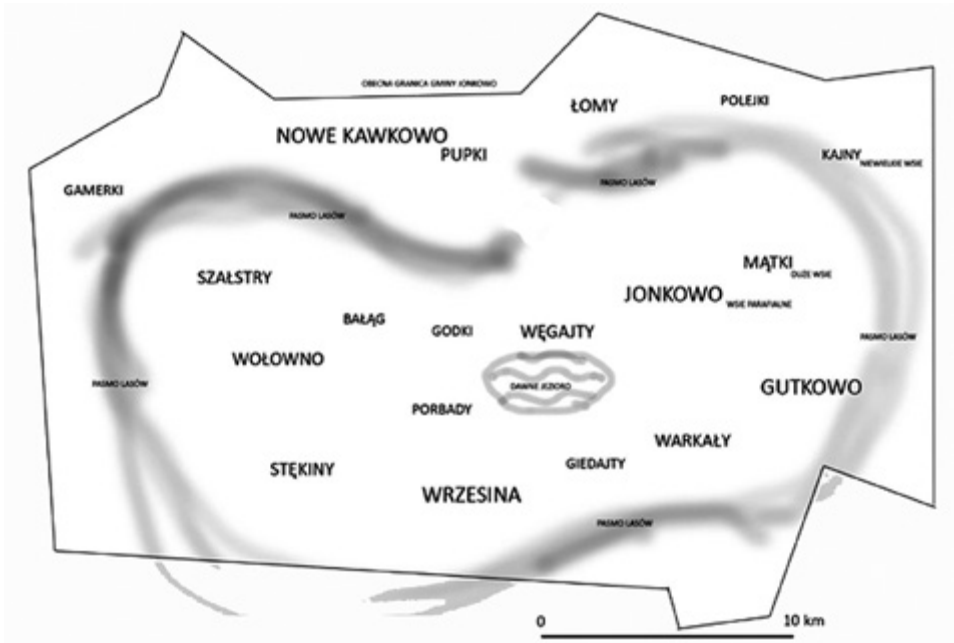 OBECNA GRANICA GMINY JONKOWO
ŁOMY
POLEJKI
NOWE KAWKOWO
PUPKI
KAJNY
NIEWIELKIE WSIE
GAMERKI
PASMO LASÓW
PASMO LASÓW
SZAŁSTRY
MĄTKI
DUŻE WSIE
JONKOWO
WSIE PARAFIALNE
BAŁĄG
GODKI
WĘGAJTY
PASMO LASÓW
WOŁOWNO
PASMO LASÓW
DAWNE JEZIORO
GUTKOWO
PORBADY
WARKAŁY
STĘKINY
GIEDAJTY
WRZESINA
PASMO LASÓW
0 10 km